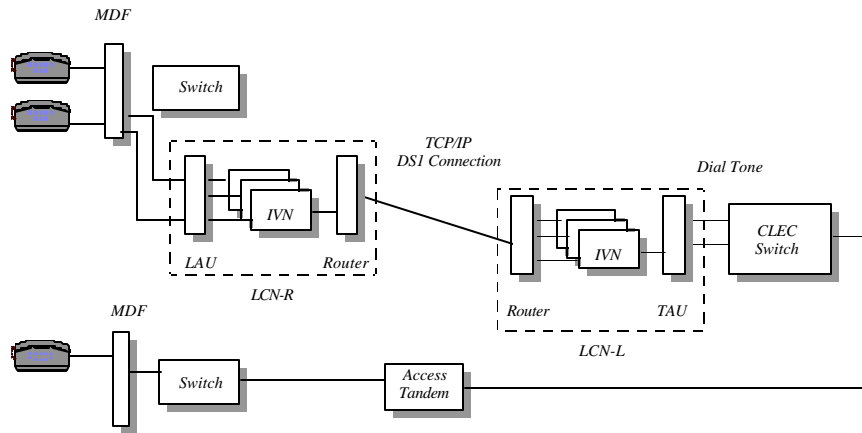 MDF
Switch
TCP/IP
DS1 Connection
Dial Tone
IVN
CLEC
Switch
IVN
LAU
Router
LCN-R
Router
TAU
MDF
LCN-L
Switch
Access
Tandem